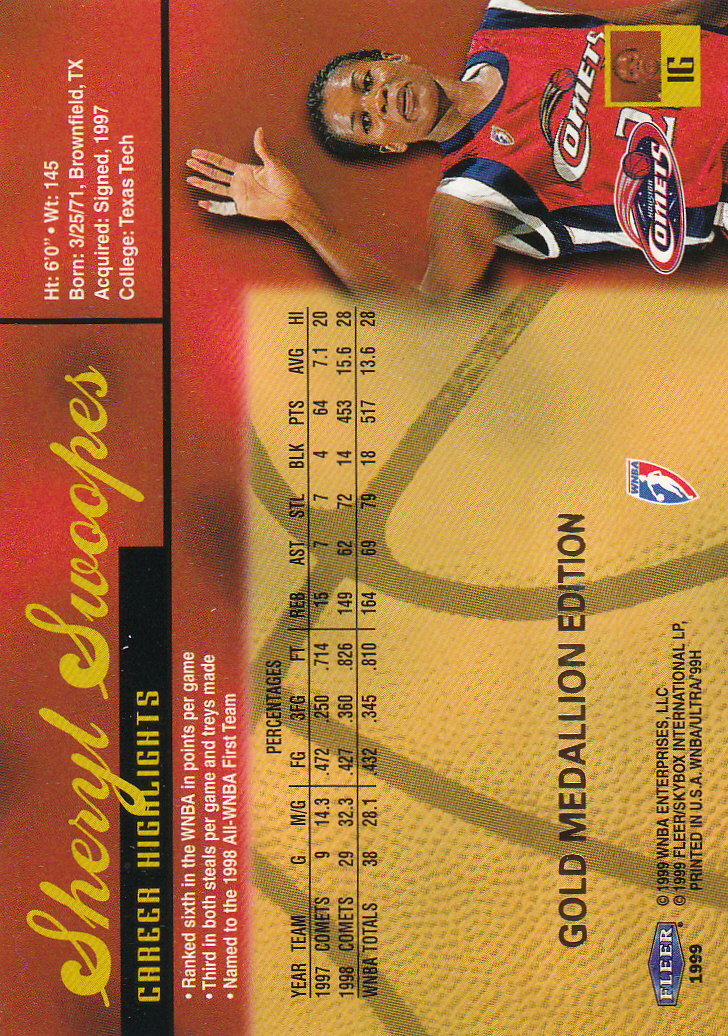 Sheryl Swoopes
Ht: 6'0" • Wt: 145
Born: 3/25/71, Brownfield, TX
Acquired: Signed, 1997
College: Texas Tech
CAREER HIGHLIGHTS
• Ranked sixth in the WNBA in points per game
• Third in both steals per game and treys made
• Named to the 1998 All-WNBA First Team
PERCENTAGES
YEAR TEAM G M/G FG 3FG FT REB AST STL BLK PTS AVG HI
1997 COMETS 9 14.3 .472 .250 .714 15 7 7 4 64 7.1 20
1998 COMETS 29 32.3 .427 .360 .826 149 62 72 14 453 15.6 28
WNBA TOTALS 38 28.1 .432 .345 .810 164 69 79 18 517 13.6 28
COMETS
2
HOUSTON
COMETS
1G
GOLD MEDALLION EDITION
WNBA
FLEER
1999
© 1999 WNBA ENTERPRISES, LLC
© 1999 FLEER/SKYBOX INTERNATIONAL LP,
PRINTED IN U.S.A. WNBA/ULTRA/'99H